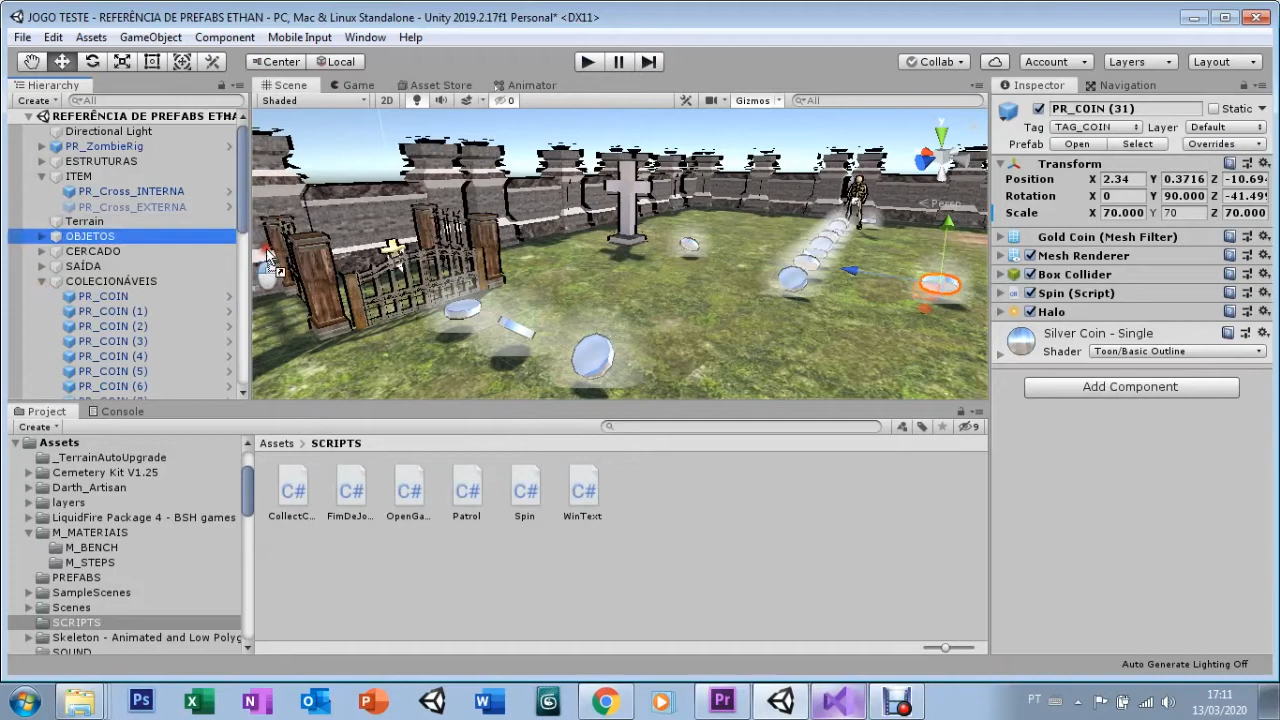 JOGO TESTE - REFERÊNCIA DE PREFABS ETHAN - PC, Mac & Linux Standalone - Unity 2019.2.17f1 Personal* <DX11>
File Edit Assets GameObject Component Mobile Input Window Help
Center Local Collab Account Layers Layout
Hierarchy Scene Game Asset Store Animator Inspector Navigation
Create All Shaded 2D 0 Gizmos All
REFERÊNCIA DE PREFABS ETHA
Directional Light
PR_ZombieRig
ESTRUTURAS
ITEM
PR_Cross_INTERNA
PR_Cross_EXTERNA
Terrain
OBJETOS
CERCADO
SAÍDA
COLECIONÁVEIS
PR_COIN
PR_COIN (1)
PR_COIN (2)
PR_COIN (3)
PR_COIN (4)
PR_COIN (5)
PR_COIN (6)
y
Persp
PR_COIN (31) Static
Tag TAG_COIN Layer Default
Prefab Open Select Overrides
Transform
Position X 2.34 Y 0.3716 Z -10.69
Rotation X 0 Y 90.000 Z -41.49
Scale X 70.000 Y 70 Z 70.000
Gold Coin (Mesh Filter)
Mesh Renderer
Box Collider
Spin (Script)
Halo
Silver Coin - Single
Shader Toon/Basic Outline
Add Component
Project Console
Create 9
Assets
_TerrainAutoUpgrade
Cemetery Kit V1.25
Darth_Artisan
layers
LiquidFire Package 4 - BSH games
M_MATERIAIS
M_BENCH
M_STEPS
PREFABS
SampleScenes
Scenes
SCRIPTS
Skeleton - Animated and Low Polyg
SOUND
Assets > SCRIPTS
C# C# C# C# C# C#
CollectC... FimDeJo... OpenGa... Patrol Spin WinText
Auto Generate Lighting Off
Ps X N O P W Pr
PT 17:11
13/03/2020